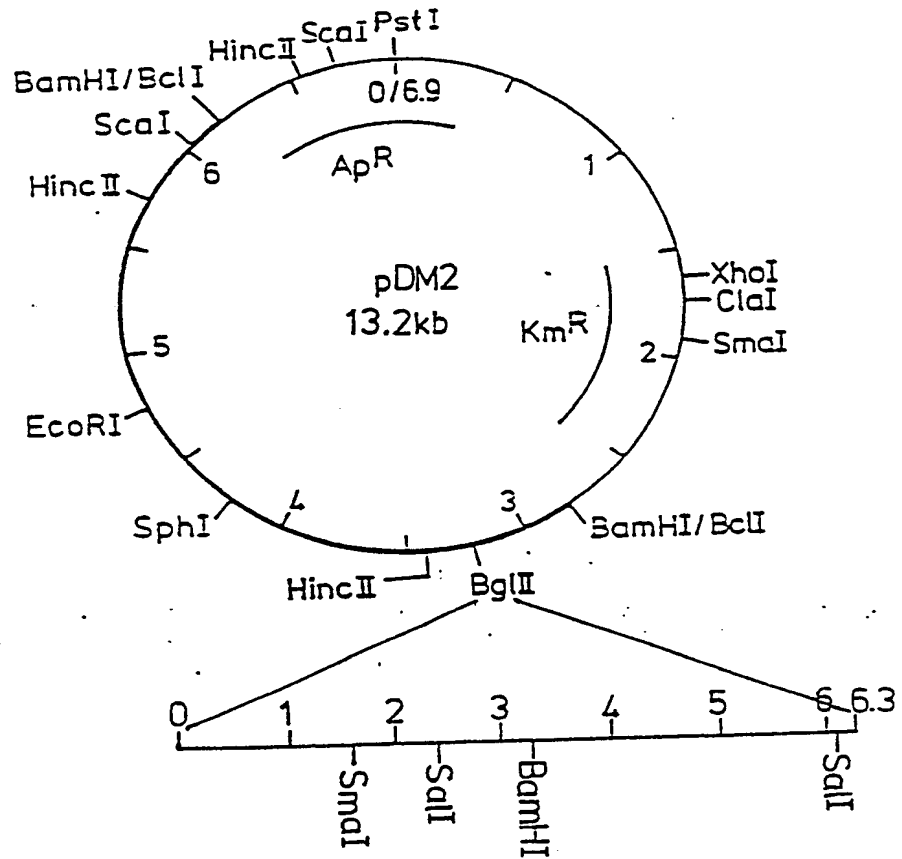 HincII ScaI PstI
BamHI/BclI
0/6.9
ScaI
6
ApR
1
HincII
pDM2
13.2kb
XhoI
ClaI
KmR
SmaI
5
2
EcoRI
4
3
SphI
BamHI/BclI
HincII
BglII
0 1 2 3 4 5 6 6.3
SmaI
SalI
BamHI
SalI